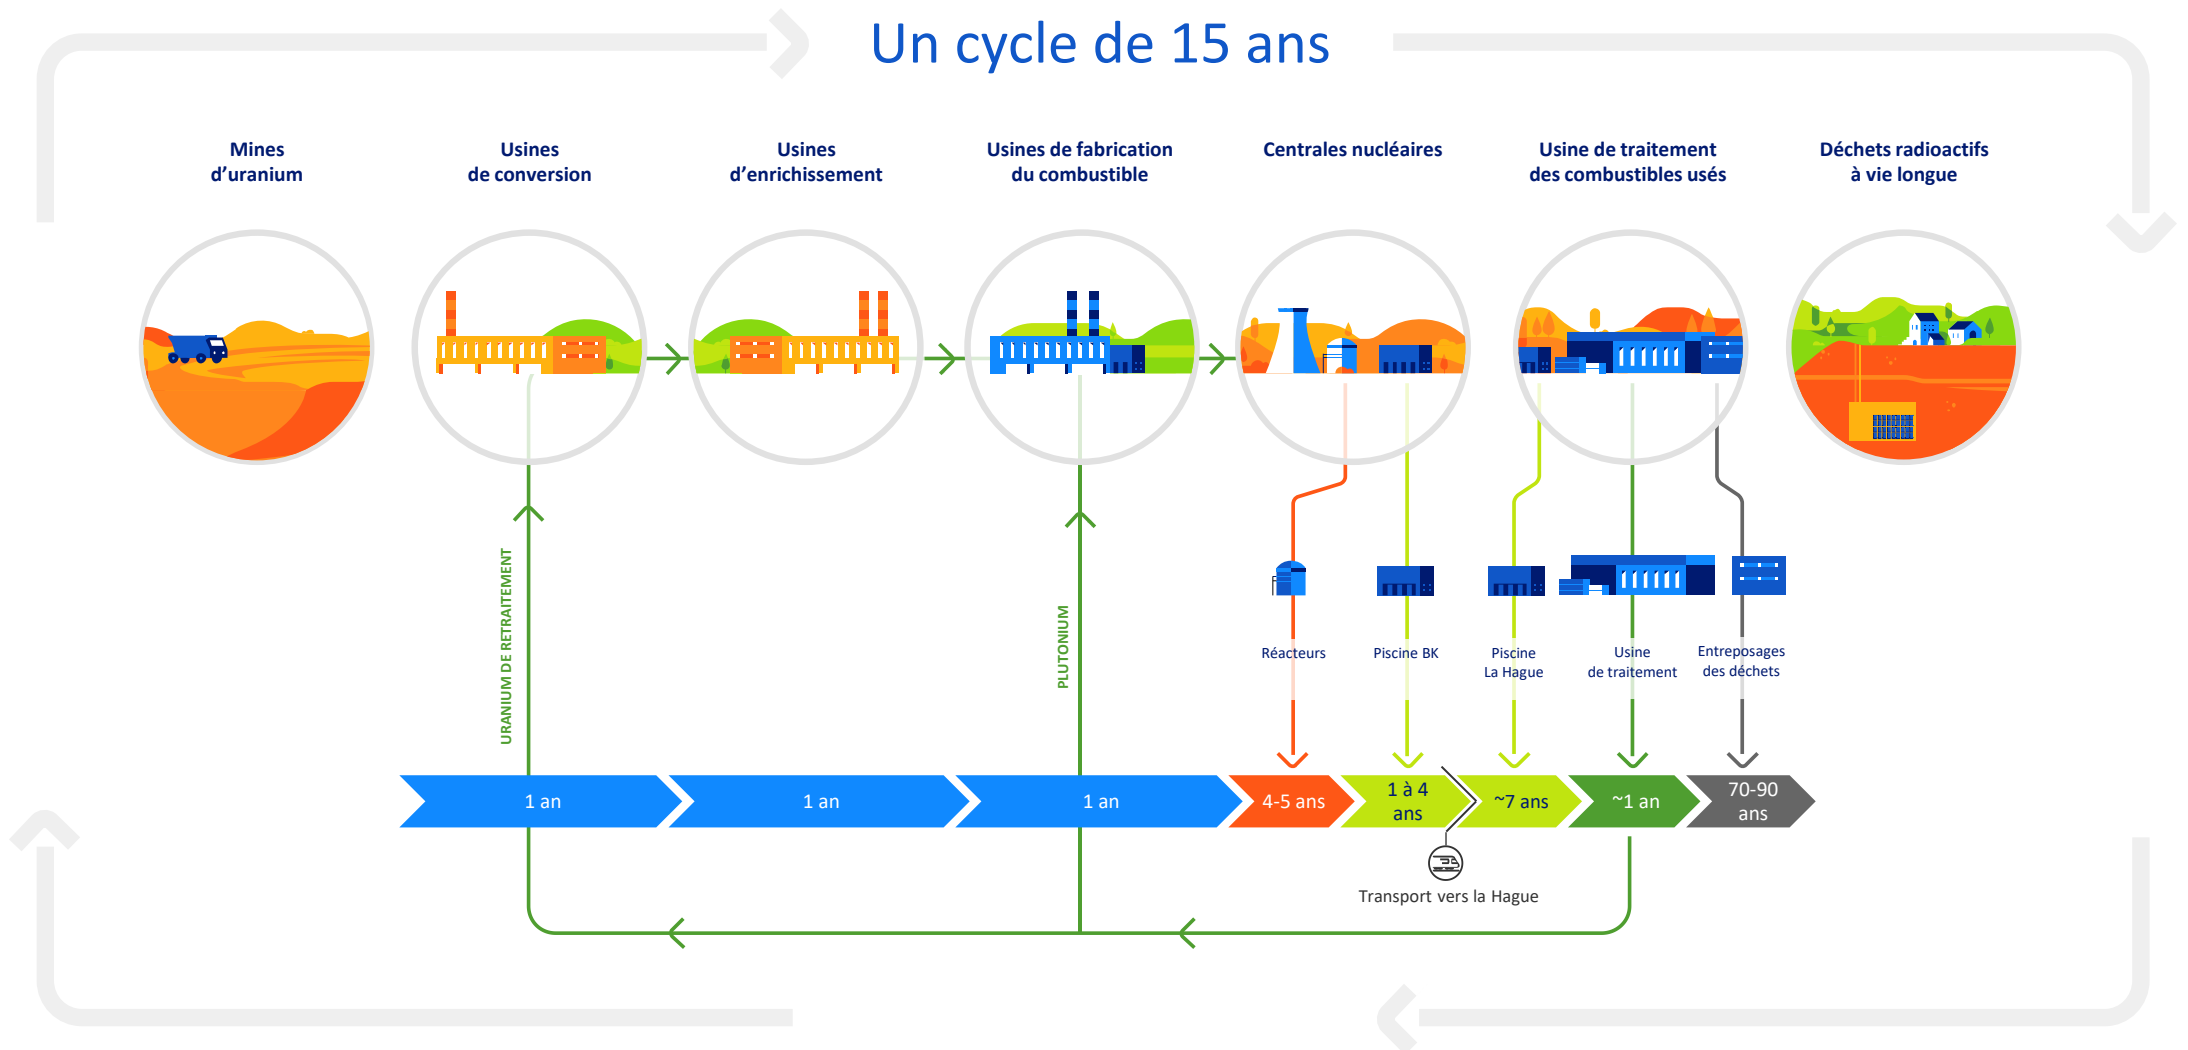 Un cycle de 15 ans
Mines
d’uranium
Usines
de conversion
Usines
d’enrichissement
Usines de fabrication
du combustible
Centrales nucléaires
Usine de traitement
des combustibles usés
Déchets radioactifs
à vie longue
URANIUM DE RETRAITEMENT
PLUTONIUM
Réacteurs
Piscine BK
Piscine
La Hague
Usine
de traitement
Entreposages
des déchets
1 an
1 an
1 an
4-5 ans
1 à 4
ans
~7 ans
~1 an
70-90
ans
Transport vers la Hague